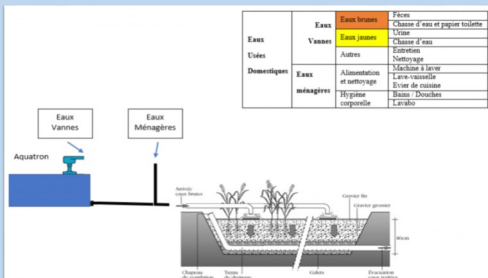 Eaux Usées Domestiques
Eaux Vannes
Eaux brunes
Fèces
Chasse d'eau et papier toilette
Eaux jaunes
Urine
Chasse d'eau
Autres
Entretien
Nettoyage
Eaux ménagères
Alimentation et nettoyage
Machine à laver
Lave-vaisselle
Evier de cuisine
Hygiène corporelle
Bains / Douches
Lavabo
Eaux Vannes
Eaux Ménagères
Aquatron
Gravier fin
Gravier grossier
Galets